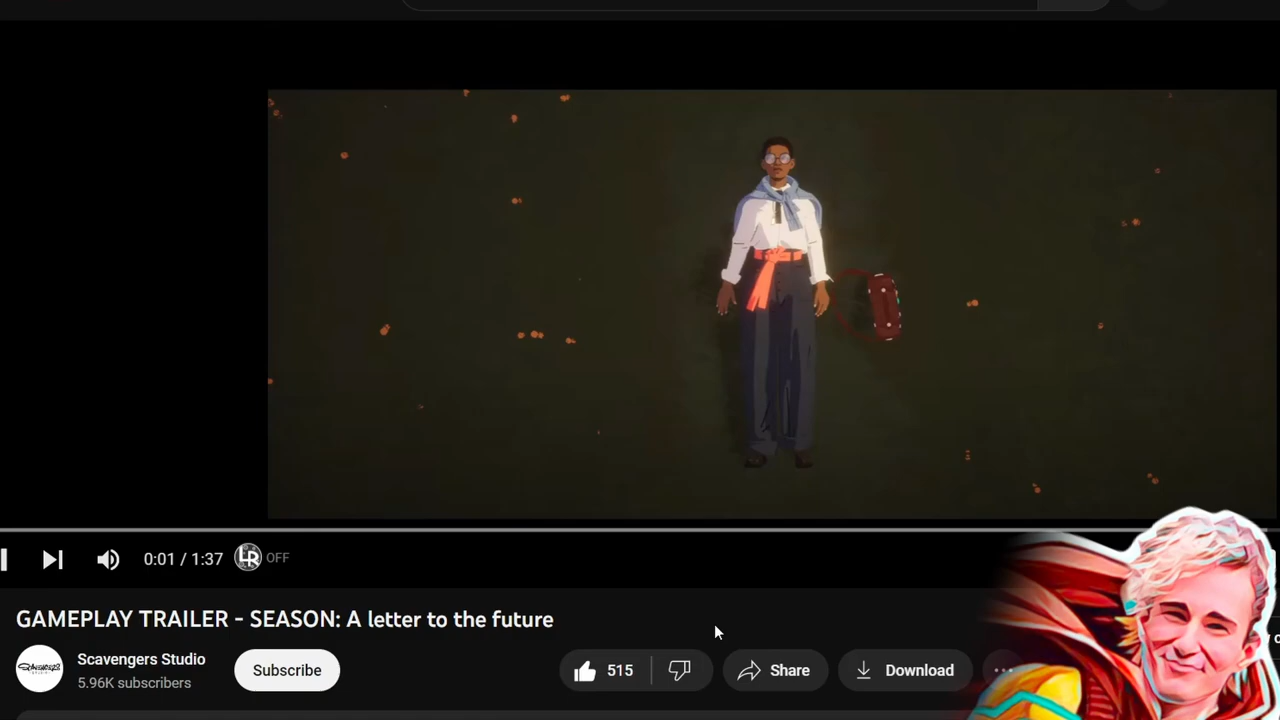 0:01 / 1:37
LR
OFF
GAMEPLAY TRAILER - SEASON: A letter to the future
Scavengers Studio
5.96K subscribers
Subscribe
515
Share
Download